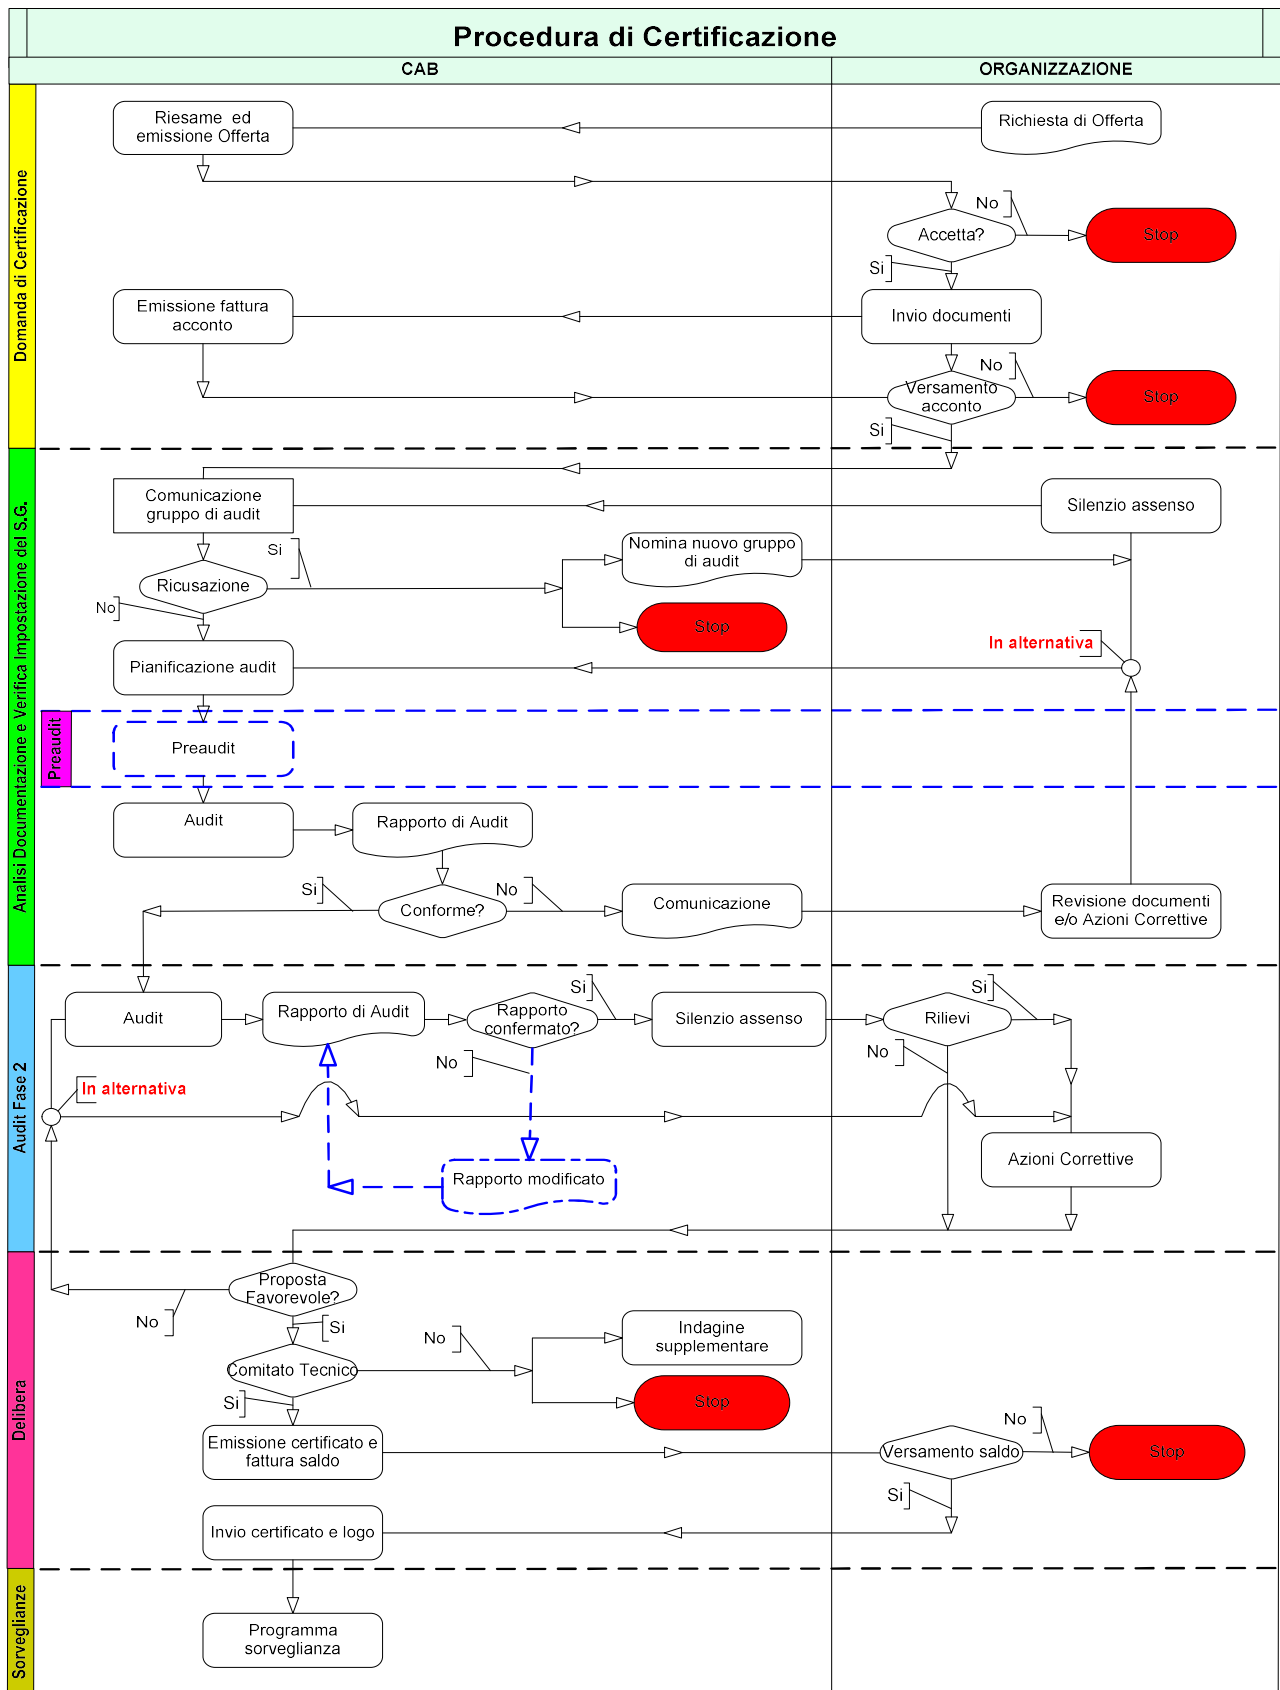 Procedura di Certificazione
CAB
ORGANIZZAZIONE
Domanda di Certificazione
Riesame ed
emissione Offerta
Richiesta di Offerta
No
Accetta?
Stop
Si
Emissione fattura
acconto
Invio documenti
No
Versamento
acconto
Stop
Si
Analisi Documentazione e Verifica Impostazione del S.G.
Comunicazione
gruppo di audit
Silenzio assenso
Si
Nomina nuovo gruppo
di audit
Ricusazione
No
Stop
In alternativa
Pianificazione audit
Preaudit
Preaudit
Audit
Rapporto di Audit
Si
No
Conforme?
Comunicazione
Revisione documenti
e/o Azioni Correttive
Audit Fase 2
Audit
Rapporto di Audit
Si
Rapporto
confermato?
Silenzio assenso
Si
Rilievi
No
No
In alternativa
Azioni Correttive
Rapporto modificato
Delibera
Proposta
Favorevole?
No
Si
No
Indagine
supplementare
Comitato Tecnico
Si
Stop
Emissione certificato e
fattura saldo
No
Versamento saldo
Stop
Si
Invio certificato e logo
Sorveglianze
Programma
sorveglianza